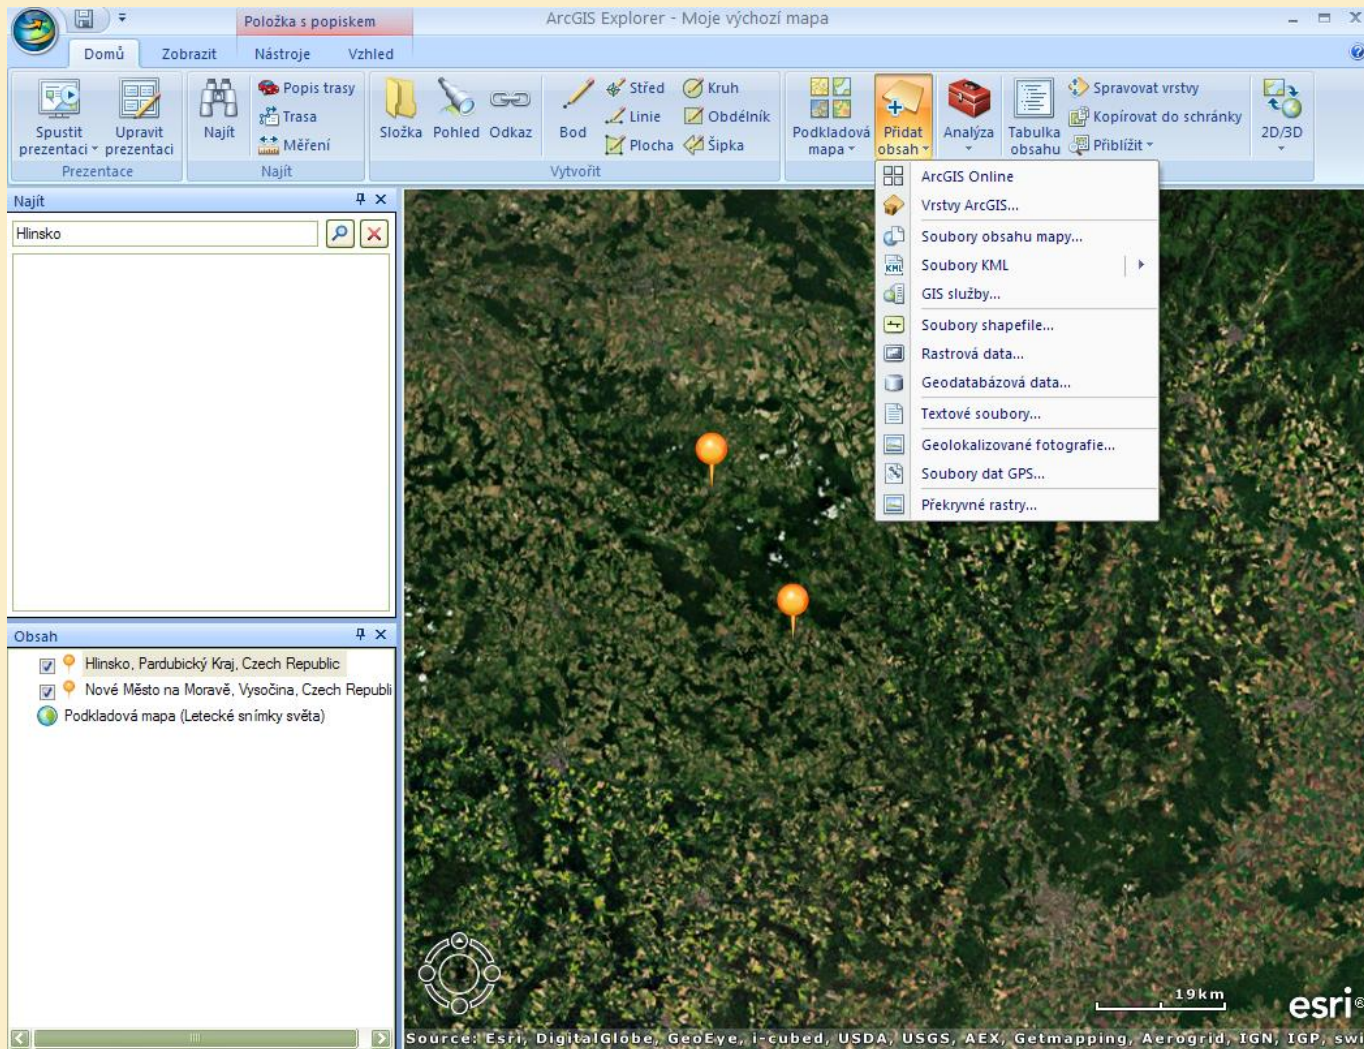 Položka s popiskem
ArcGIS Explorer - Moje výchozí mapa
Domů
Zobrazit
Nástroje
Vzhled
Spustit prezentaci
Upravit prezentaci
Prezentace
Najít
Popis trasy
Trasa
Měření
Najít
Složka
Pohled
Odkaz
Bod
Střed
Linie
Plocha
Kruh
Obdélník
Šipka
Vytvořit
Podkladová mapa
Přidat obsah
Analýza
Tabulka obsahu
Spravovat vrstvy
Kopírovat do schránky
Přiblížit
2D/3D
ArcGIS Online
Vrstvy ArcGIS...
Soubory obsahu mapy...
KML
Soubory KML
GIS služby...
Soubory shapefile...
Rastrová data...
Geodatabázová data...
Textové soubory...
Geolokalizované fotografie...
Soubory dat GPS...
Překryvné rastry...
Najít
Hlinsko
Obsah
Hlinsko, Pardubický Kraj, Czech Republic
Nové Město na Moravě, Vysočina, Czech Republi
Podkladová mapa (Letecké snímky světa)
19km
esri
Source: Esri, DigitalGlobe, GeoEye, i-cubed, USDA, USGS, AEX, Getmapping, Aerogrid, IGN, IGP, swi